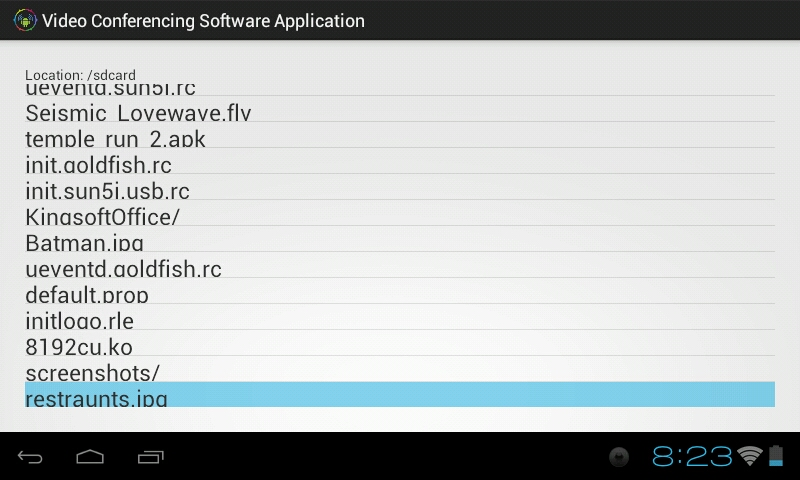 Video Conferencing Software Application
Location: /sdcard
ueventd.sun5i.rc
Seismic_Lovewave.flv
temple_run_2.apk
init.goldfish.rc
init.sun5i.usb.rc
KingsoftOffice/
Batman.jpg
ueventd.goldfish.rc
default.prop
initlogo.rle
8192cu.ko
screenshots/
restraunts.jpg
8:23